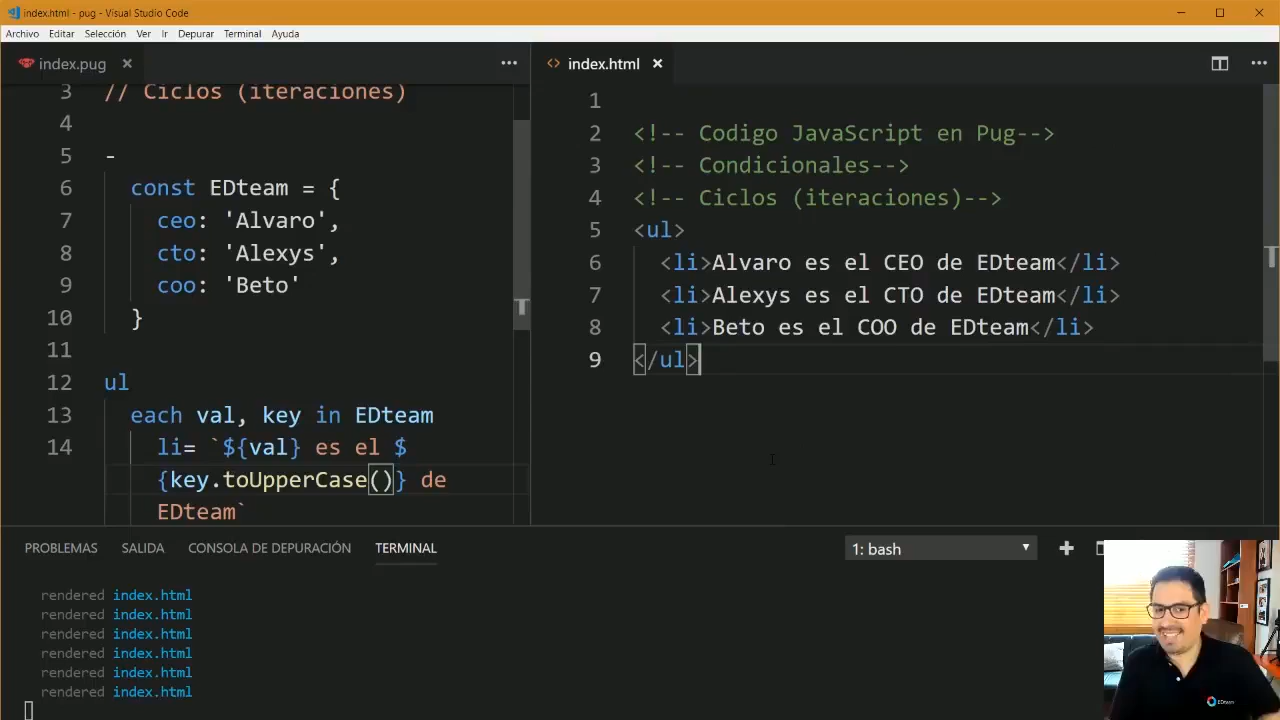 index.html - pug - Visual Studio Code
Archivo Editar Selección Ver Ir Depurar Terminal Ayuda
index.pug
3 // Ciclos (iteraciones)
4
5 -
6 const EDteam = {
7 ceo: 'Alvaro',
8 cto: 'Alexys',
9 coo: 'Beto'
10 }
11
12 ul
13 each val, key in EDteam
14 li= `${val} es el $
{key.toUpperCase()} de
EDteam`
index.html
1
2 <!-- Codigo JavaScript en Pug-->
3 <!-- Condicionales-->
4 <!-- Ciclos (iteraciones)-->
5 <ul>
6 <li>Alvaro es el CEO de EDteam</li>
7 <li>Alexys es el CTO de EDteam</li>
8 <li>Beto es el COO de EDteam</li>
9 </ul>
PROBLEMAS SALIDA CONSOLA DE DEPURACIÓN TERMINAL 1: bash
rendered index.html
rendered index.html
rendered index.html
rendered index.html
rendered index.html
rendered index.html
EDteam